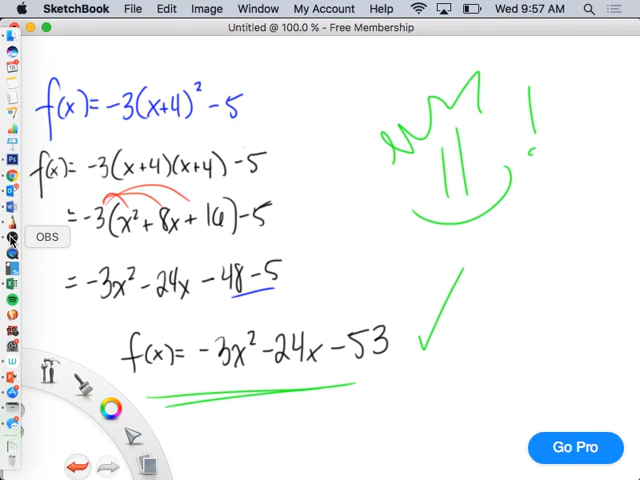 SketchBook File Edit Image Window My Account Help Wed 9:57 AM
Untitled @ 100.0 % - Free Membership
f(x) = -3(x+4)² - 5
f(x) = -3(x+4)(x+4) - 5
= -3(x² + 8x + 16) - 5
OBS
= -3x² - 24x - 48 - 5
f(x) = -3x² - 24x - 53
!
Go Pro